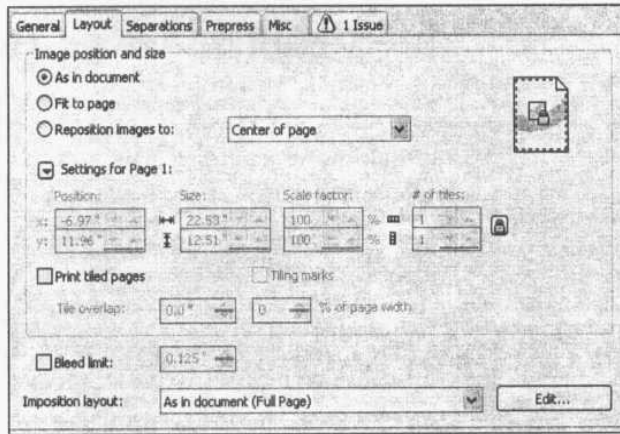 General Layout Separations Prepress Misc 1 Issue
Image position and size
As in document
Fit to page
Reposition images to: Center of page
Settings for Page 1:
Position: Size: Scale factor: # of tiles:
x: -6.97 " 22.53 " 100 % 1
y: 11.96 " 12.51 " 100 % 1
Print tiled pages Tiling marks
Tile overlap: 0.0 " 0 % of page width
Bleed limit: 0.125 "
Imposition layout: As in document (Full Page) Edit...